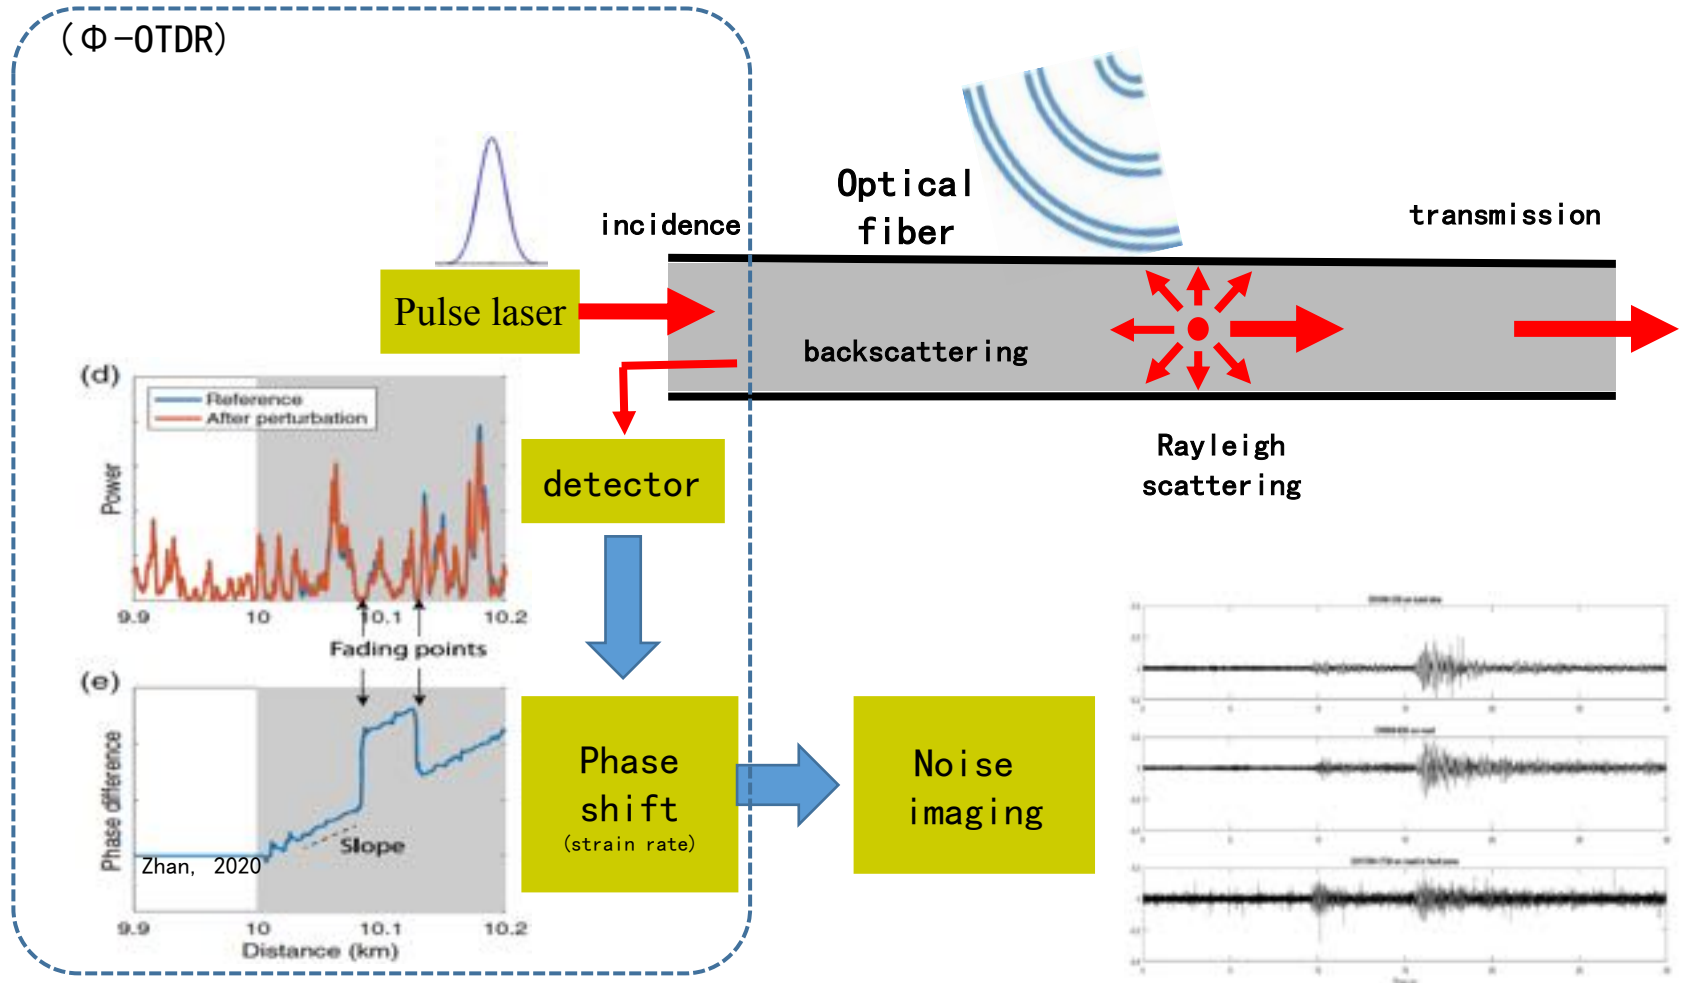 (Φ-OTDR)
Optical
fiber
incidence
transmission
Pulse laser
backscattering
Rayleigh
scattering
detector
(d)
Reference
After perturbation
Power
9.9 10 10.1 10.2
Fading points
(e)
Phase difference
Slope
Zhan, 2020
9.9 10 10.1 10.2
Distance (km)
Phase
shift
(strain rate)
Noise
imaging